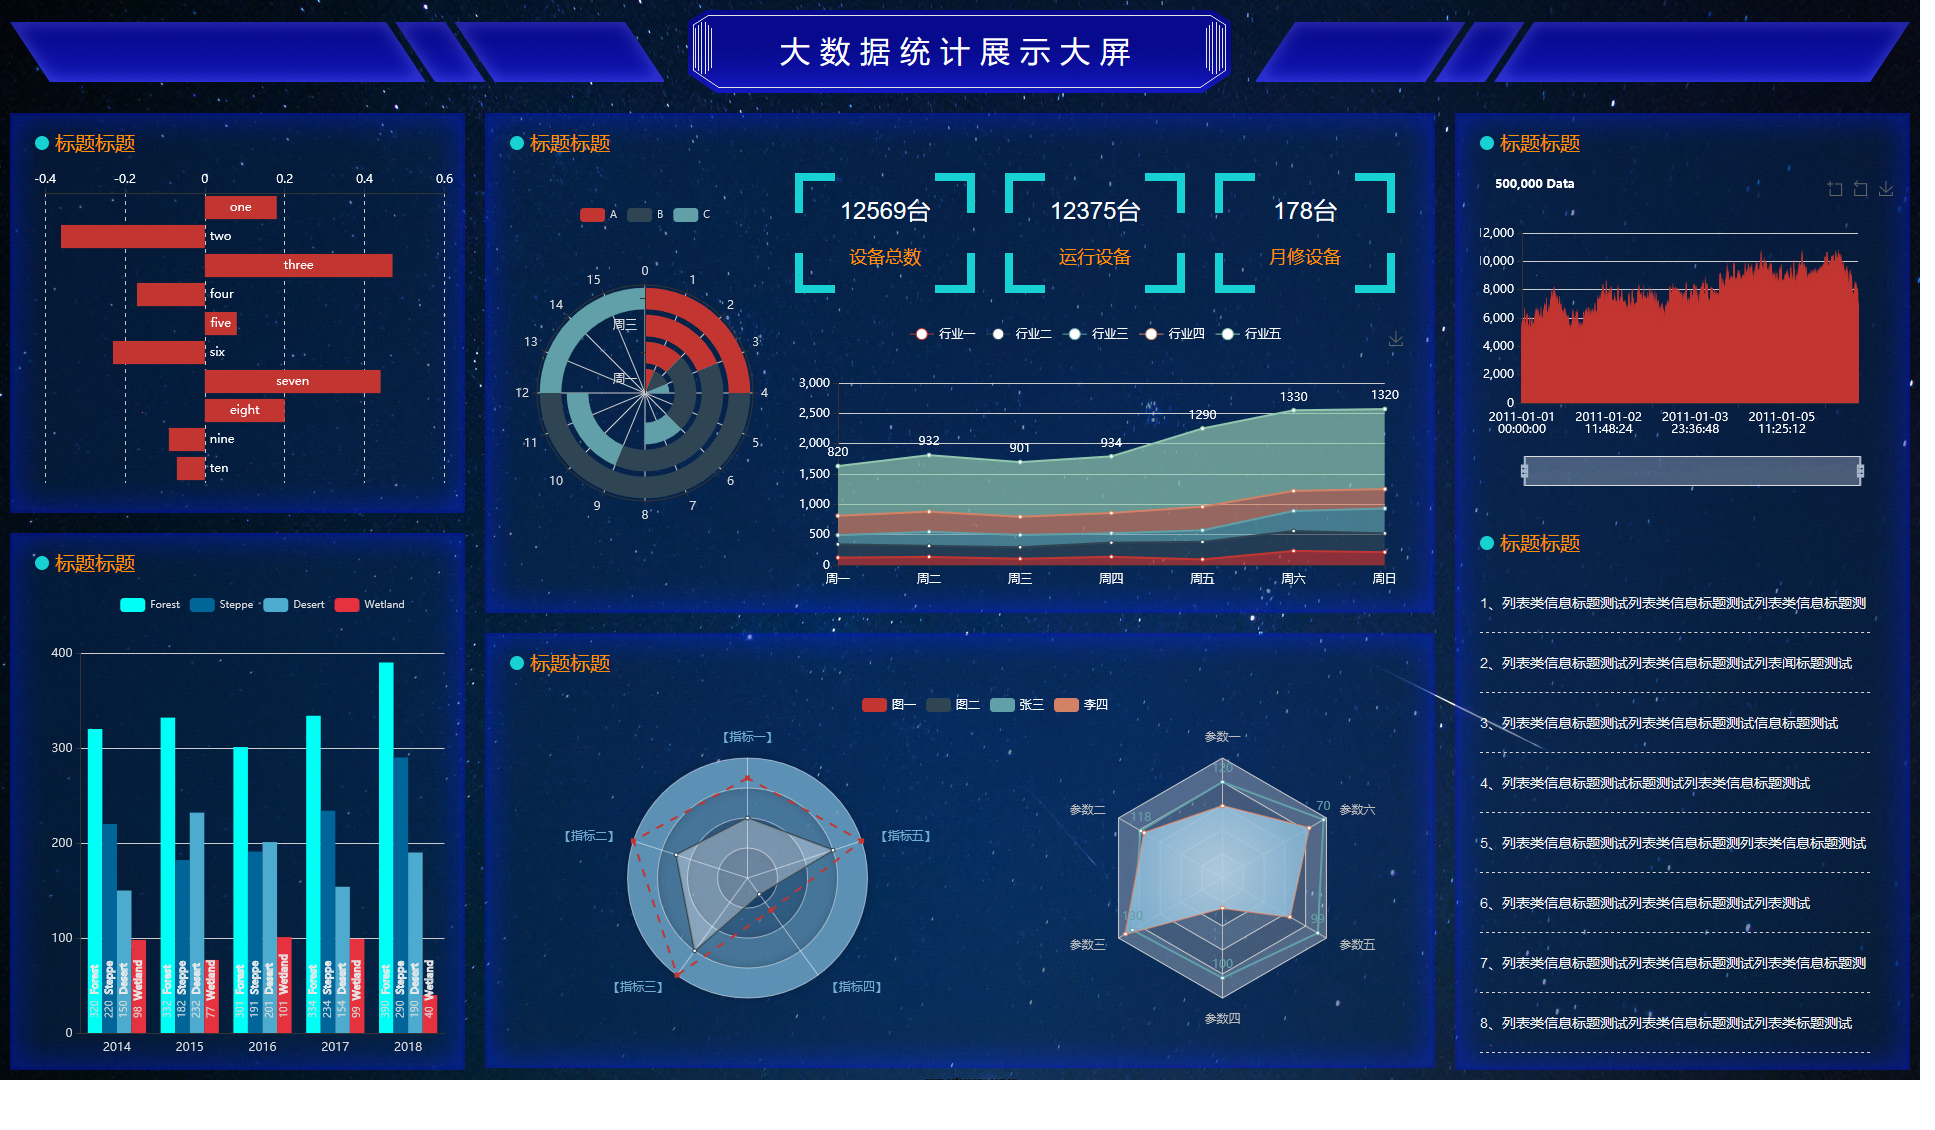 大数据统计展示大屏
标题标题
-0.4 -0.2 0 0.2 0.4 0.6
one
two
three
four
five
six
seven
eight
nine
ten
标题标题
Forest Steppe Desert Wetland
400
300
200
100
0
320 Forest
220 Steppe
150 Desert
98 Wetland
332 Forest
182 Steppe
232 Desert
77 Wetland
301 Forest
191 Steppe
201 Desert
101 Wetland
334 Forest
234 Steppe
154 Desert
99 Wetland
390 Forest
290 Steppe
190 Desert
40 Wetland
2014 2015 2016 2017 2018
标题标题
A B C
0
1
2
3
4
5
6
7
8
9
10
11
12
13
14
15
周三
周一
12569台
设备总数
12375台
运行设备
178台
月修设备
行业一 行业二 行业三 行业四 行业五
3,000
2,500
2,000
1,500
1,000
500
0
820 932 901 934 1290 1330 1320
周一 周二 周三 周四 周五 周六 周日
标题标题
图一 图二 张三 李四
【指标一】
【指标二】
【指标三】
【指标四】
【指标五】
参数一
参数二
参数三
参数四
参数五
参数六
120
118
130
100
99
70
标题标题
500,000 Data
12,000
10,000
8,000
6,000
4,000
2,000
0
2011-01-01 2011-01-02 2011-01-03 2011-01-05
00:00:00 11:48:24 23:36:48 11:25:12
标题标题
1、列表类信息标题测试列表类信息标题测试列表类信息标题测
2、列表类信息标题测试列表类信息标题测试列表闻标题测试
3、列表类信息标题测试列表类信息标题测试信息标题测试
4、列表类信息标题测试标题测试列表类信息标题测试
5、列表类信息标题测试列表类信息标题测列表类信息标题测试
6、列表类信息标题测试列表类信息标题测试列表测试
7、列表类信息标题测试列表类信息标题测试列表类信息标题测
8、列表类信息标题测试列表类信息标题测试列表类标题测试